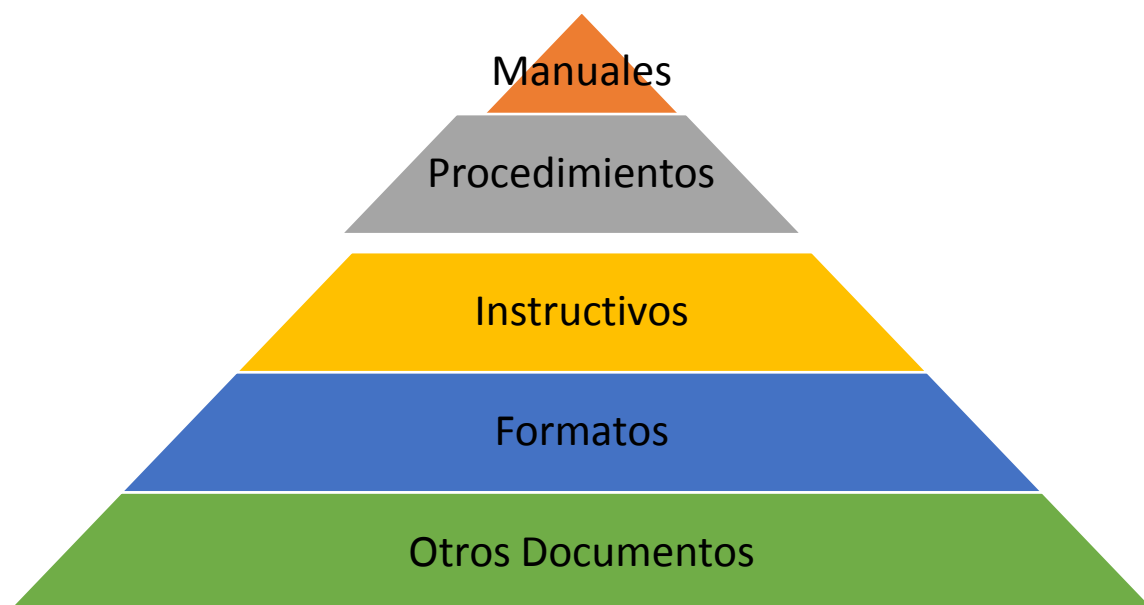 Manuales
Procedimientos
Instructivos
Formatos
Otros Documentos